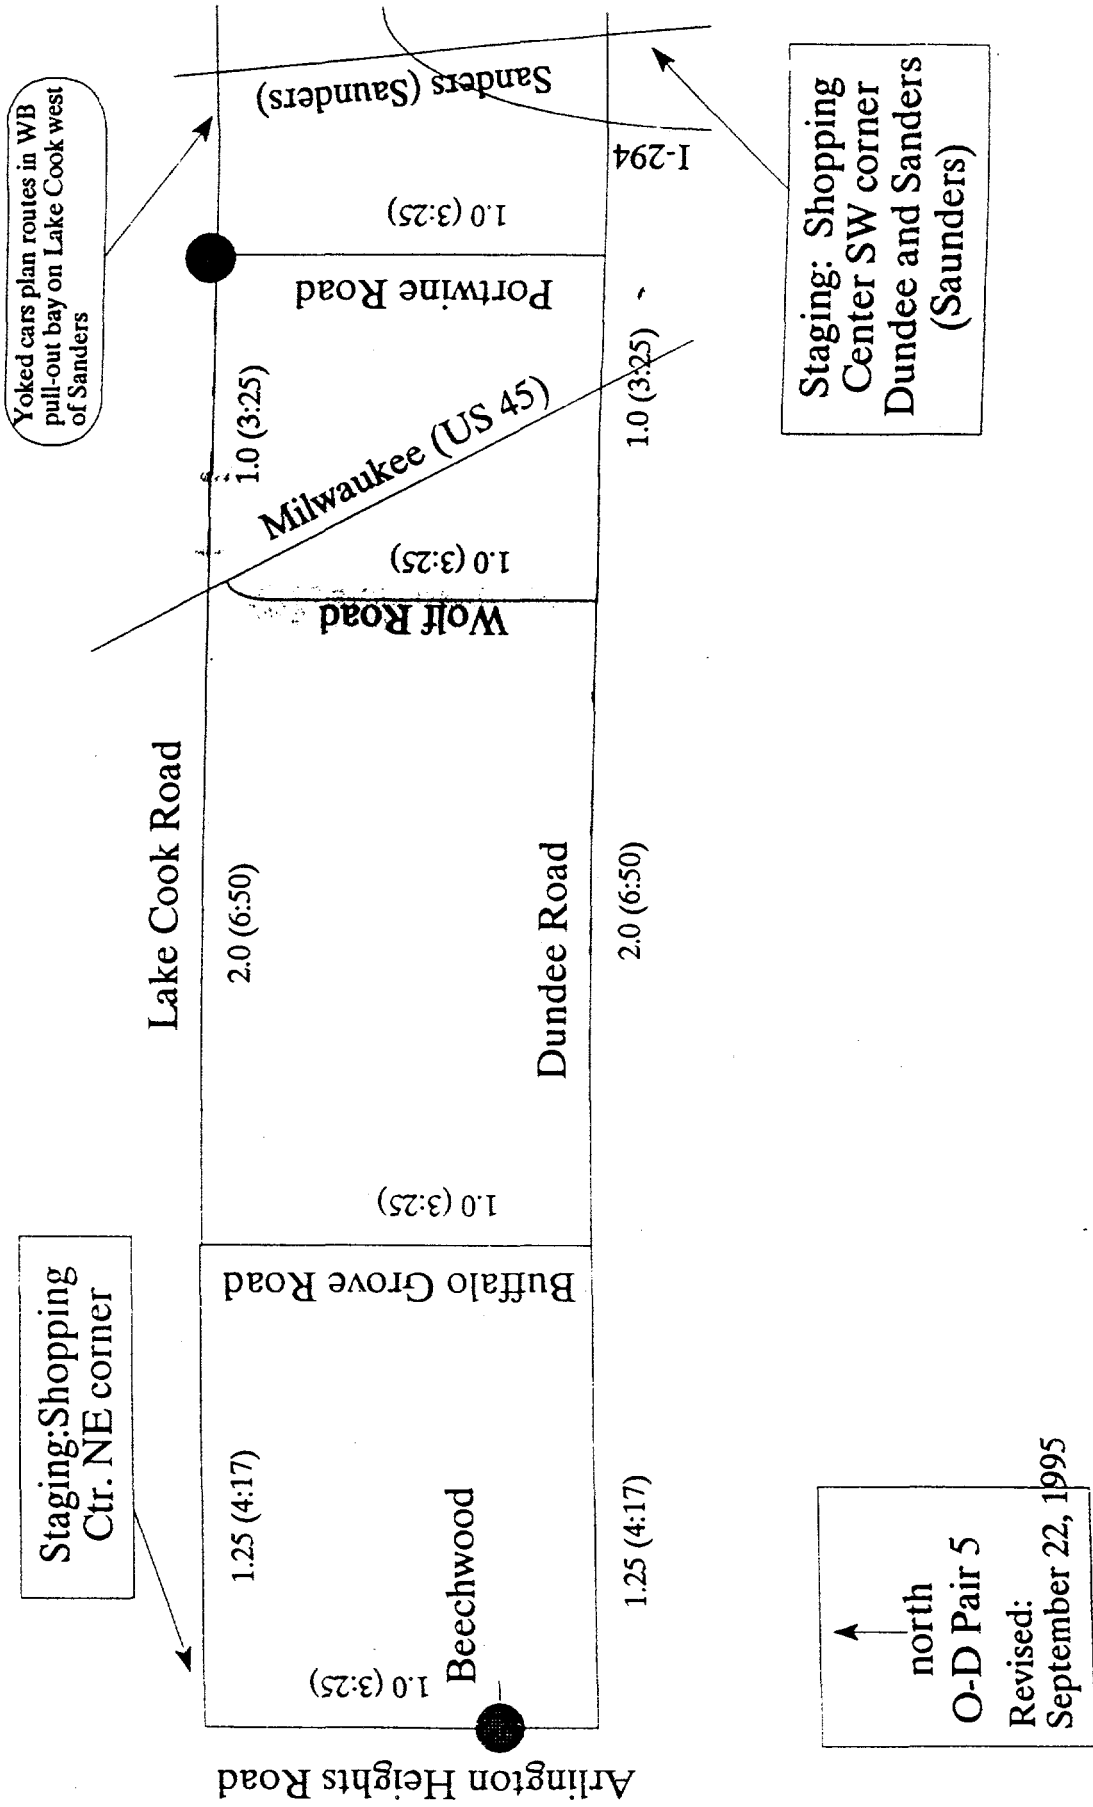 Staging:Shopping
Ctr. NE corner
Yoked cars plan routes in WB
pull-out bay on Lake Cook west
of Sanders
Lake Cook Road
1.25 (4:17)
2.0 (6:50)
1.0 (3:25)
Arlington Heights Road
1.0 (3:25)
Beechwood
Buffalo Grove Road
1.0 (3:25)
Wolf Road
1.0 (3:25)
Milwaukee (US 45)
Portwine Road
1.0 (3:25)
Sanders (Saunders)
I-294
Dundee Road
1.25 (4:17)
2.0 (6:50)
1.0 (3:25)
Staging: Shopping
Center SW corner
Dundee and Sanders
(Saunders)
north
O-D Pair 5
Revised:
September 22, 1995